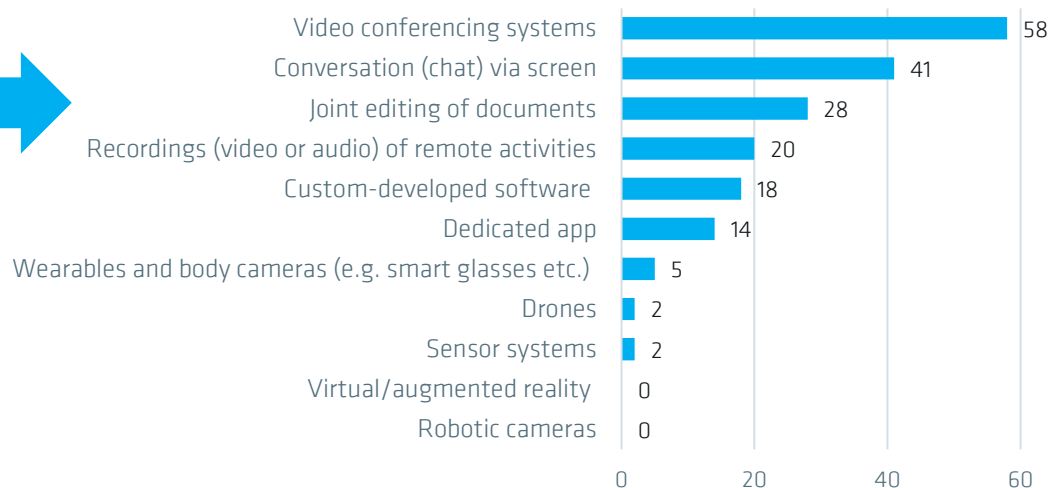 Video conferencing systems 58
Conversation (chat) via screen 41
Joint editing of documents 28
Recordings (video or audio) of remote activities 20
Custom-developed software 18
Dedicated app 14
Wearables and body cameras (e.g. smart glasses etc.) 5
Drones 2
Sensor systems 2
Virtual/augmented reality 0
Robotic cameras 0
0 20 40 60